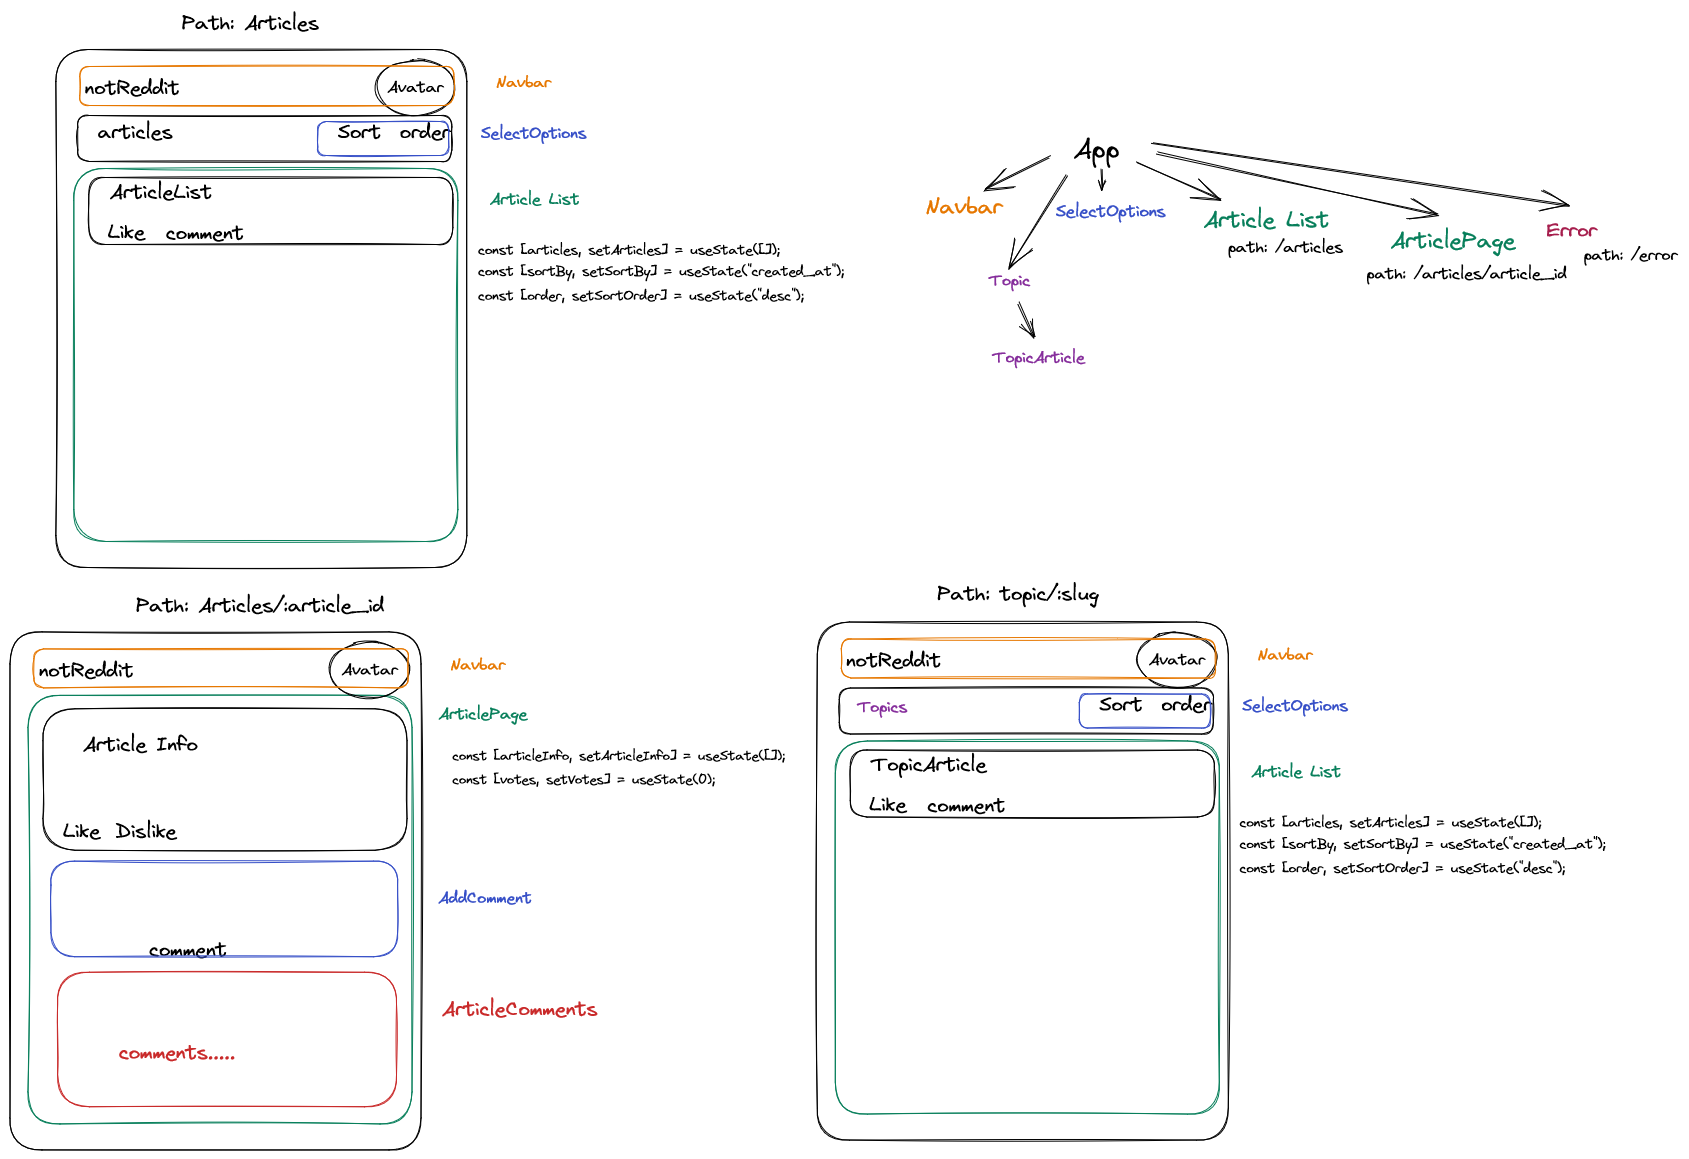 Path: Articles
notReddit
Avatar
Navbar
articles
Sort order
SelectOptions
ArticleList
Like comment
Article List
const [articles, setArticles] = useState([]);
const [sortBy, setSortBy] = useState("created_at");
const [order, setSortOrder] = useState("desc");
App
Navbar
SelectOptions
Article List
path: /articles
ArticlePage
path: /articles/article_id
Error
path: /error
Topic
TopicArticle
Path: Articles/:article_id
notReddit
Avatar
Navbar
ArticlePage
Article Info
Like Dislike
const [articleInfo, setArticleInfo] = useState([]);
const [votes, setVotes] = useState(0);
AddComment
comment
ArticleComments
comments.....
Path: topic/:slug
notReddit
Avatar
Navbar
Topics
Sort order
SelectOptions
TopicArticle
Like comment
Article List
const [articles, setArticles] = useState([]);
const [sortBy, setSortBy] = useState("created_at");
const [order, setSortOrder] = useState("desc");